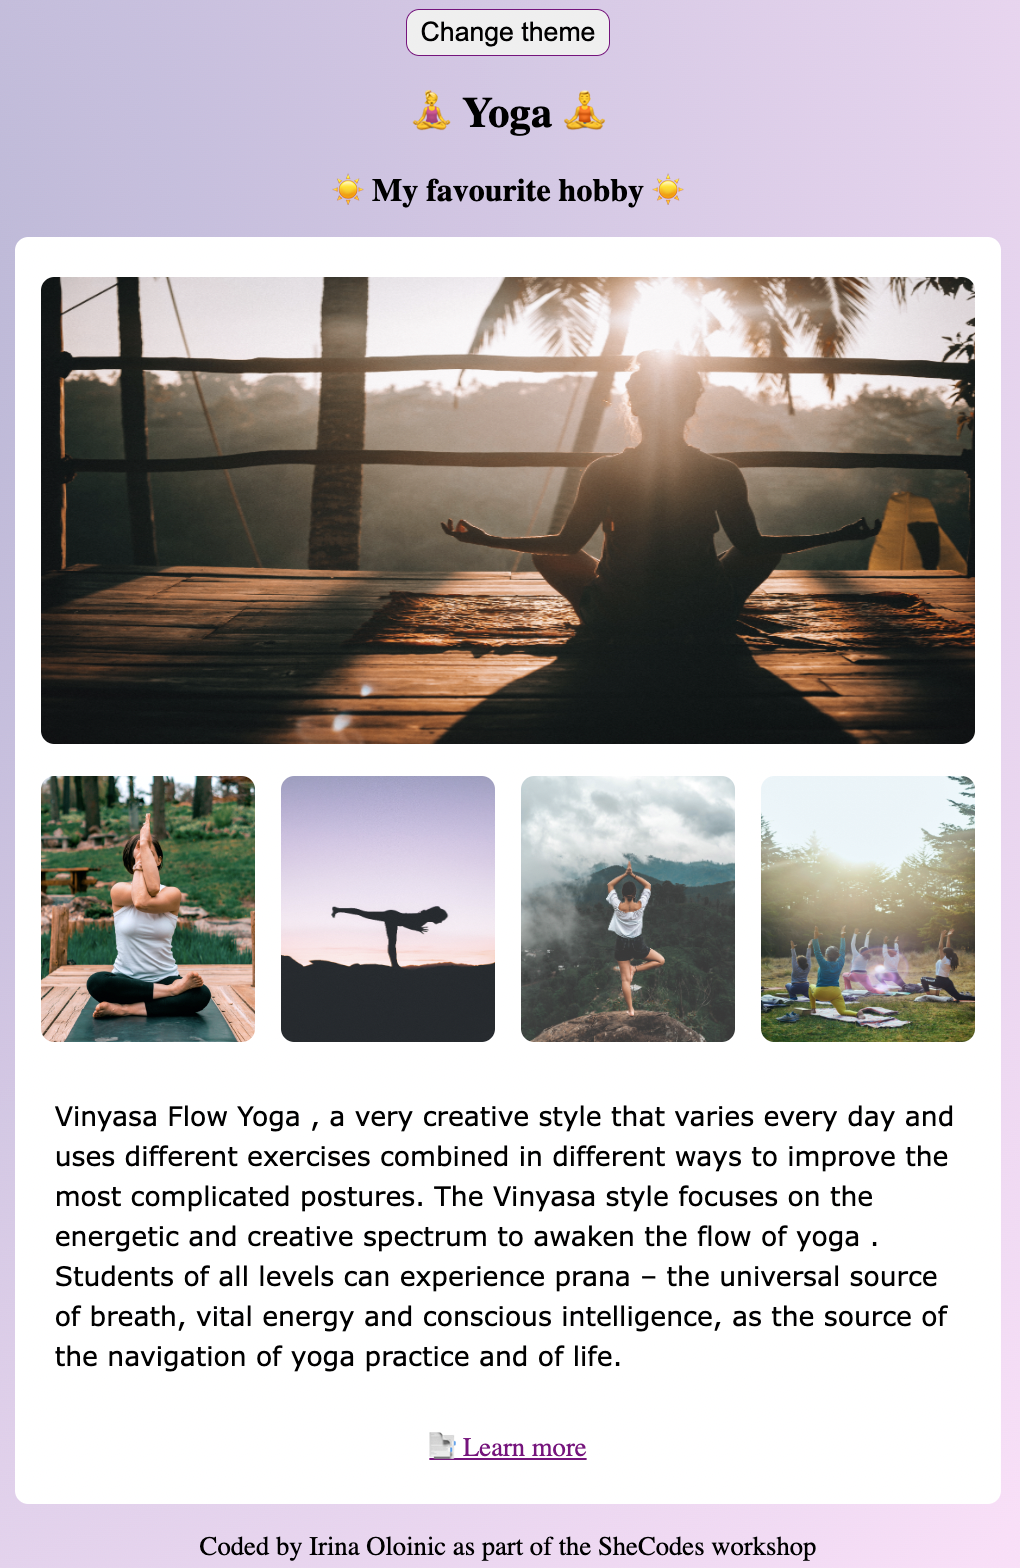 Change theme
🧘‍♀️ Yoga 🧘‍♂️
☀️ My favourite hobby ☀️
Vinyasa Flow Yoga , a very creative style that varies every day and
uses different exercises combined in different ways to improve the
most complicated postures. The Vinyasa style focuses on the
energetic and creative spectrum to awaken the flow of yoga .
Students of all levels can experience prana – the universal source
of breath, vital energy and conscious intelligence, as the source of
the navigation of yoga practice and of life.
📑 Learn more
Coded by Irina Oloinic as part of the SheCodes workshop